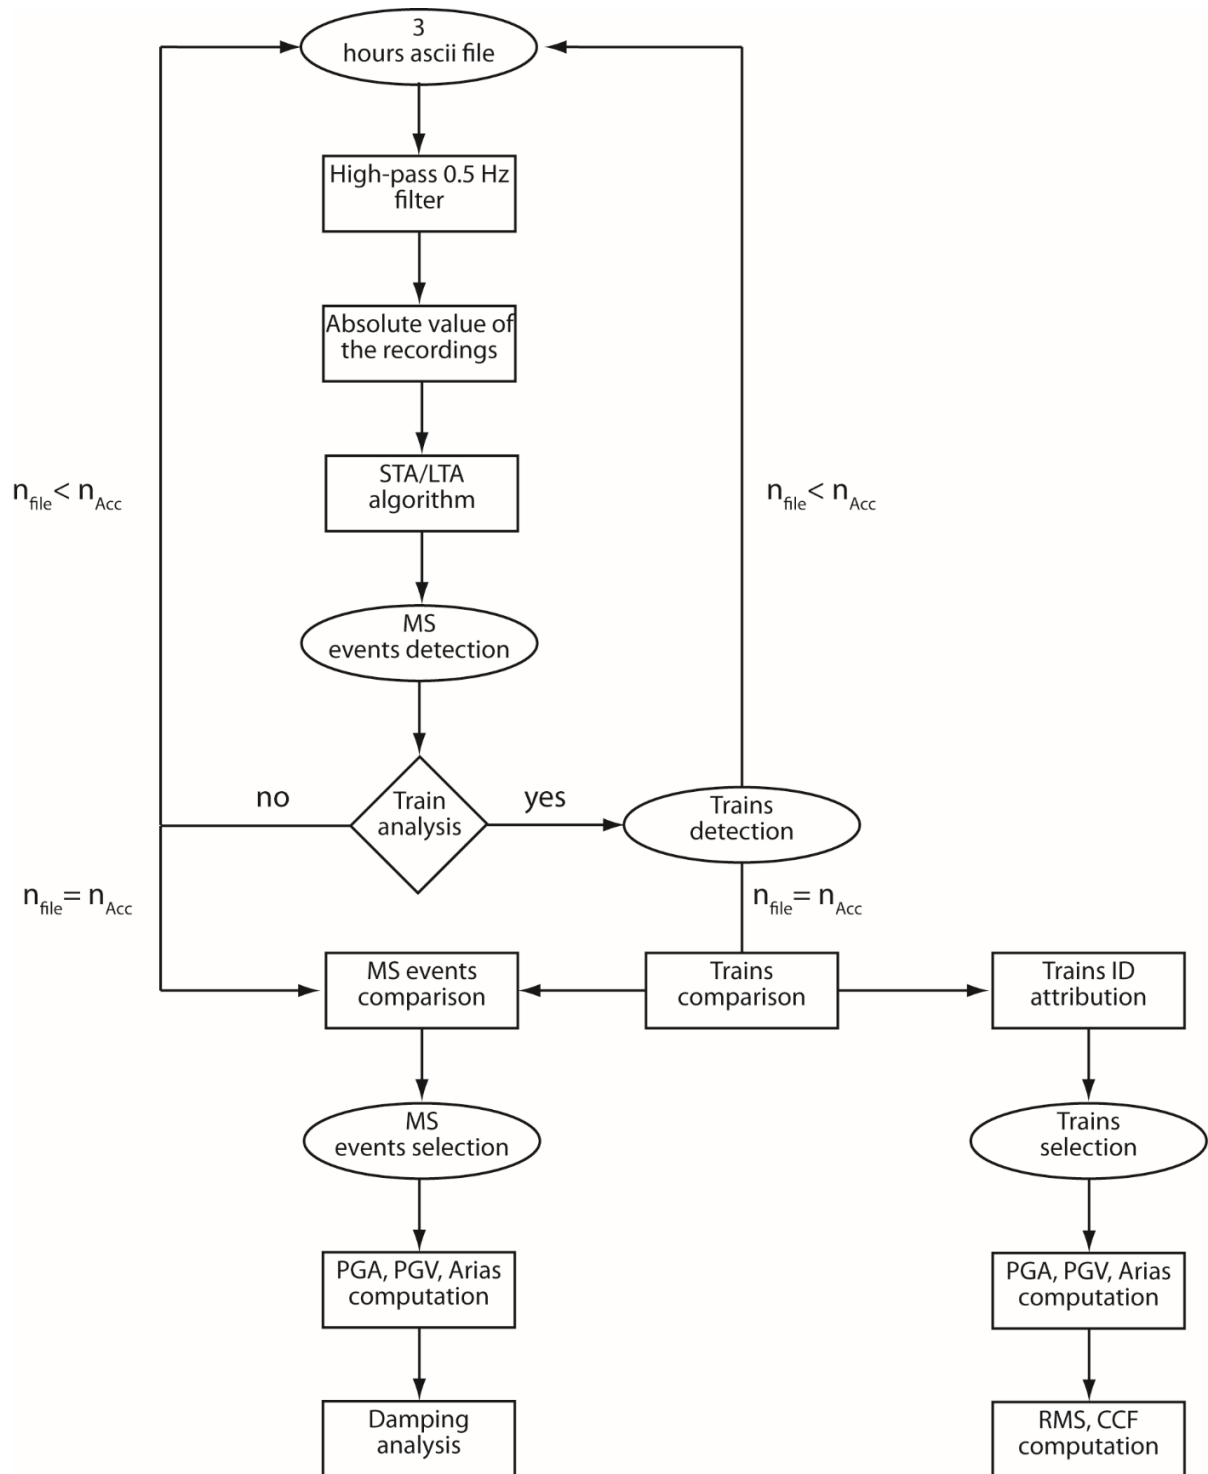 3
hours ascii file
High-pass 0.5 Hz
filter
Absolute value of
the recordings
STA/LTA
algorithm
n_file < n_Acc
n_file < n_Acc
MS
events detection
no
Train
analysis
yes
Trains
detection
n_file = n_Acc
n_file = n_Acc
MS events
comparison
Trains
comparison
Trains ID
attribution
MS
events selection
Trains
selection
PGA, PGV, Arias
computation
PGA, PGV, Arias
computation
Damping
analysis
RMS, CCF
computation